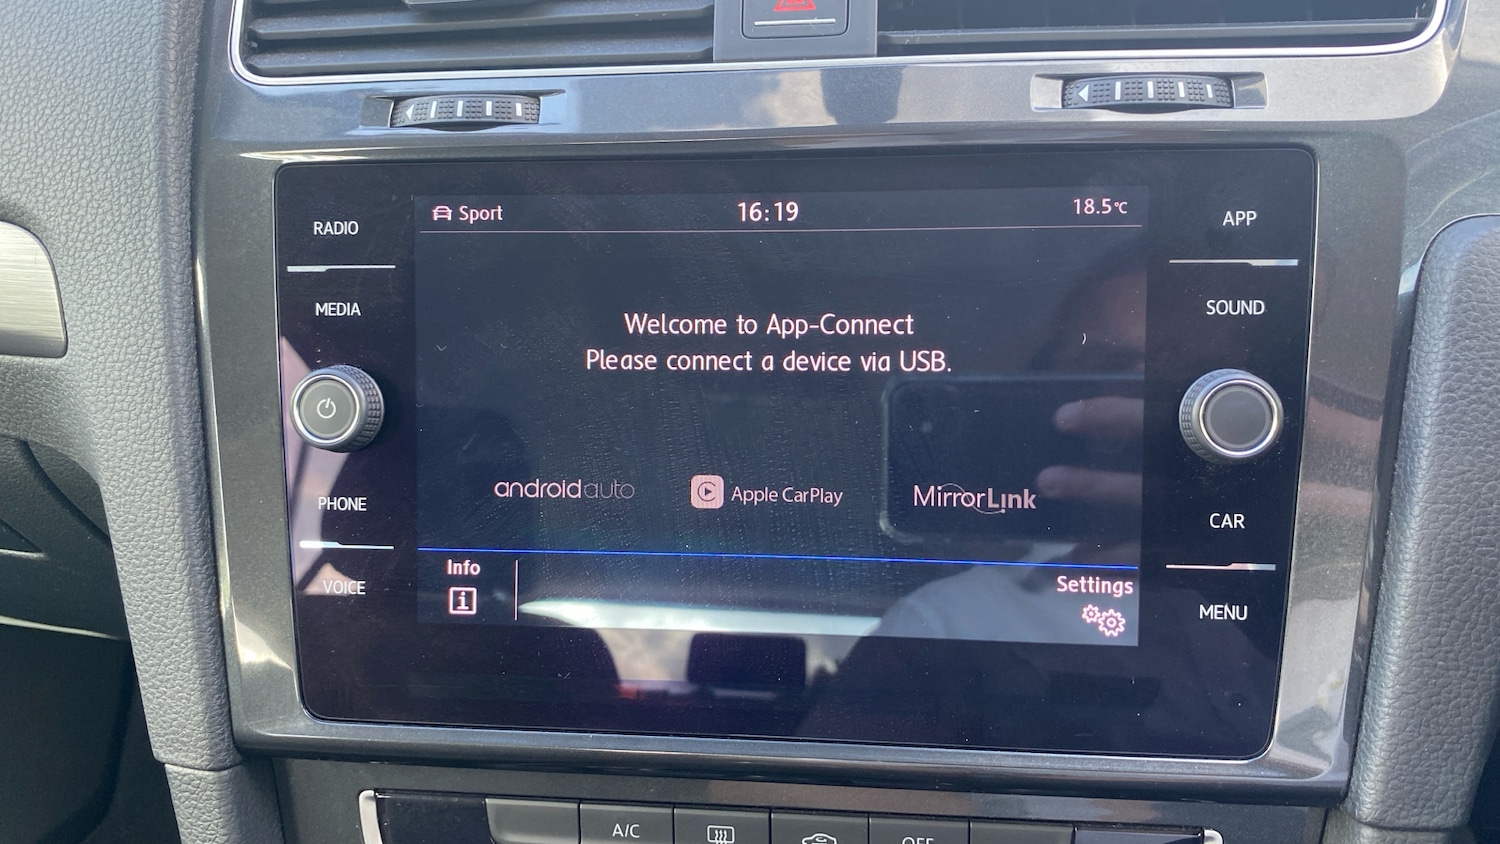 RADIO
MEDIA
PHONE
VOICE
Sport
16:19
18.5°C
Welcome to App-Connect
Please connect a device via USB.
androidauto
Apple CarPlay
MirrorLink
Info
i
Settings
APP
SOUND
CAR
MENU
A/C
OFF